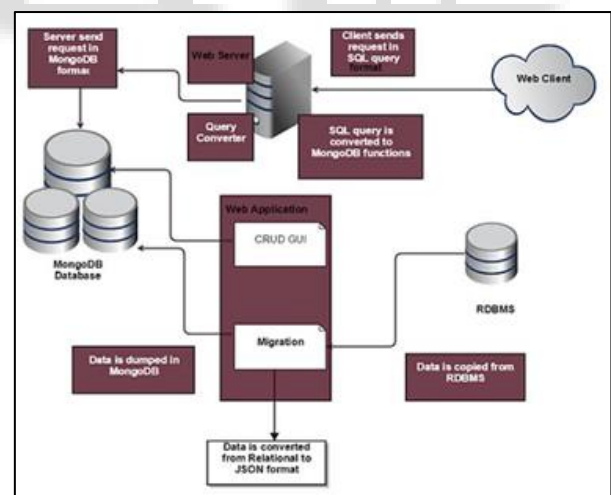 Server send request in
MongoDB
format
Web Server
Client sends
request in
SQL query
format
Web Client
Query
Converter
SQL query is
converted to
MongoDB functions
Web Application
CRUD GUI
MongoDB
Database
RDBMS
Migration
Data is dumped in
MongoDB
Data is copied from
RDBMS
Data is converted
from Relational to
JSON format